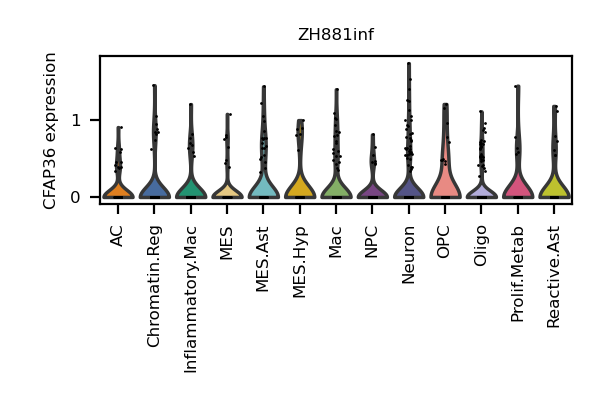 ZH881inf
CFAP36 expression
1
0
AC
Chromatin.Reg
Inflammatory.Mac
MES
MES.Ast
MES.Hyp
Mac
NPC
Neuron
OPC
Oligo
Prolif.Metab
Reactive.Ast